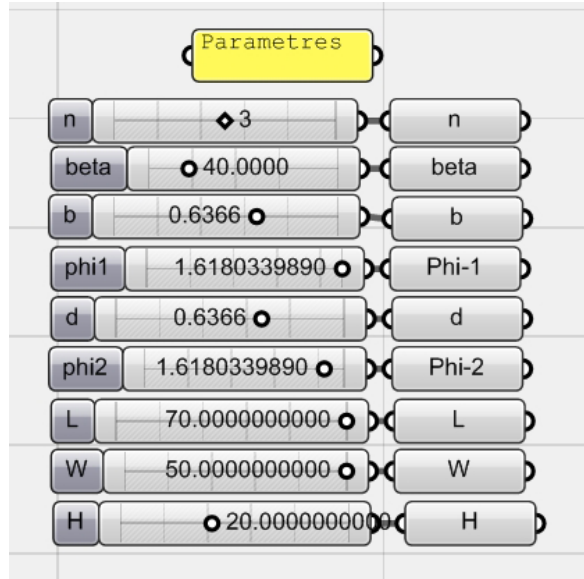 Parametres
n 3 n
beta 40.0000 beta
b 0.6366 b
phi1 1.6180339890 Phi-1
d 0.6366 d
phi2 1.6180339890 Phi-2
L 70.0000000000 L
W 50.0000000000 W
H 20.0000000000 H